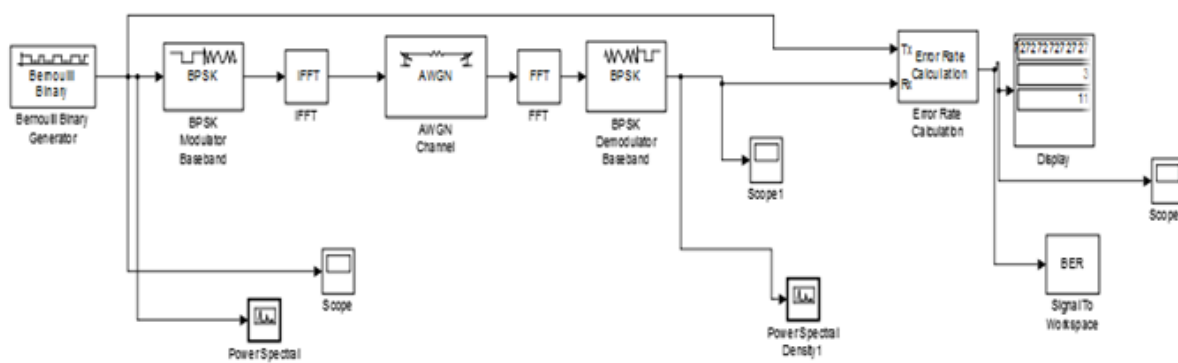 Bernoulli
Binary
Bernoulli Binary
Generator
BPSK
BPSK
Modulator
Baseband
IFFT
IFFT
AWGN
AWGN
Channel
FFT
FFT
BPSK
BPSK
Demodulator
Baseband
Scope1
Tx
Rx
Error Rate
Calculation
Error Rate
Calculation
3
11
Display
Scope
BER
Signal To
Workspace
Scope
Power Spectral
Power Spectral
Density1